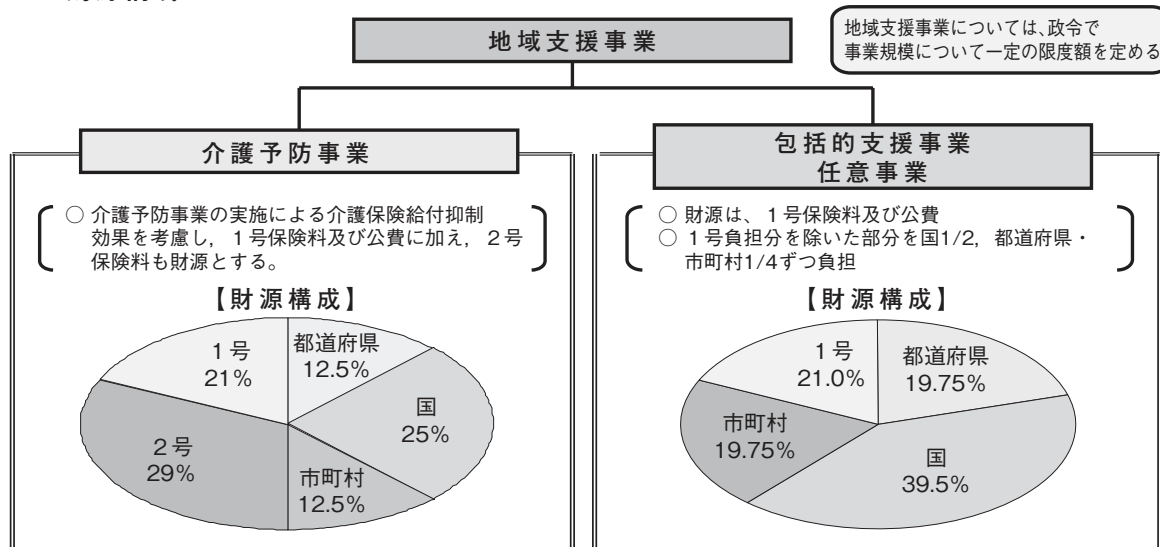 地域支援事業
地域支援事業については、政令で
事業規模について一定の限度額を定める
介護予防事業
○ 介護予防事業の実施による介護保険給付抑制
効果を考慮し，１号保険料及び公費に加え，２号
保険料も財源とする。
【財源構成】
１号
21%
都道府県
12.5%
国
25%
市町村
12.5%
２号
29%
包括的支援事業
任意事業
○ 財源は、１号保険料及び公費
○ １号負担分を除いた部分を国1/2，都道府県・
市町村1/4ずつ負担
【財源構成】
１号
21.0%
都道府県
19.75%
市町村
19.75%
国
39.5%